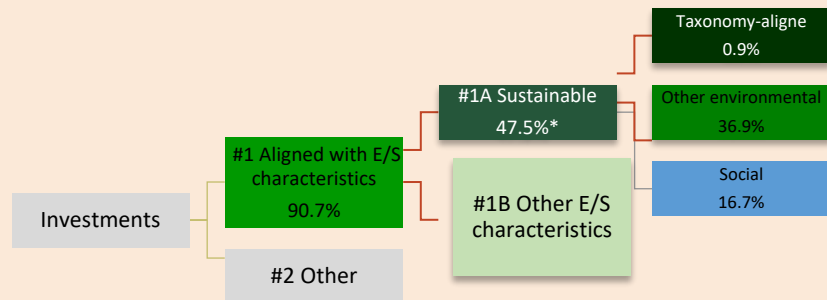 Taxonomy-aligne
0.9%
#1A Sustainable
47.5%*
Other environmental
36.9%
#1 Aligned with E/S
characteristics
90.7%
Social
16.7%
#1B Other E/S
characteristics
Investments
#2 Other